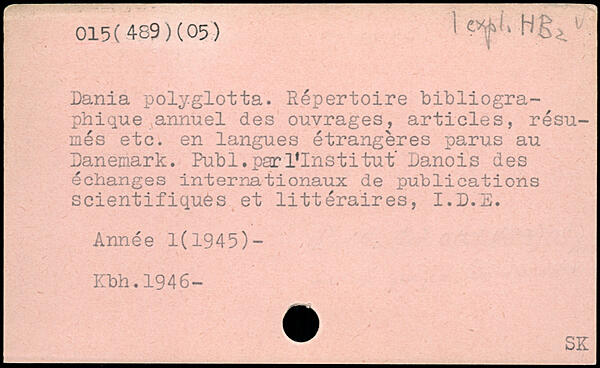 015(489)(05)
1 expl. HB2 V
Dania polyglotta. Répertoire bibliogra-
phique annuel des ouvrages, articles, résu-
més etc. en langues étrangères parus au
Danemark. Publ.par l'Institut Danois des
échanges internationaux de publications
scientifiques et littéraires, I.D.E.
Année 1(1945)-
Kbh.1946-
SK